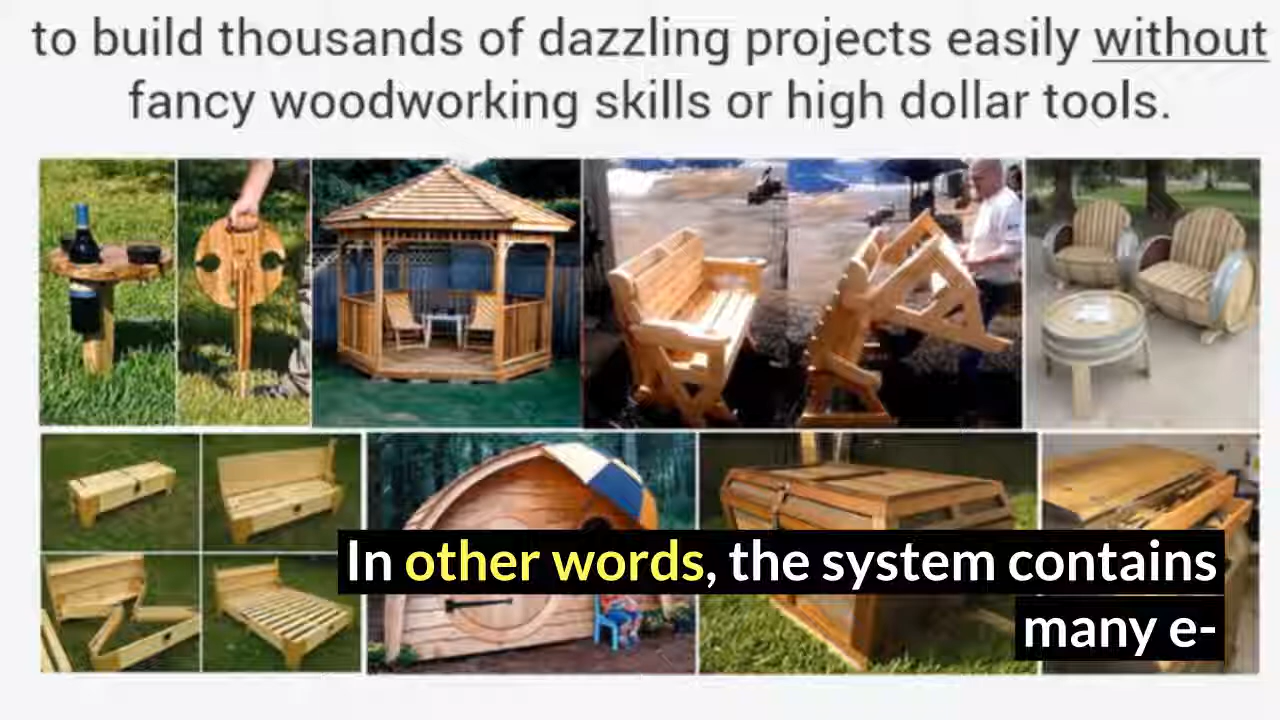 to build thousands of dazzling projects easily without
fancy woodworking skills or high dollar tools.
In other words, the system contains
many e-